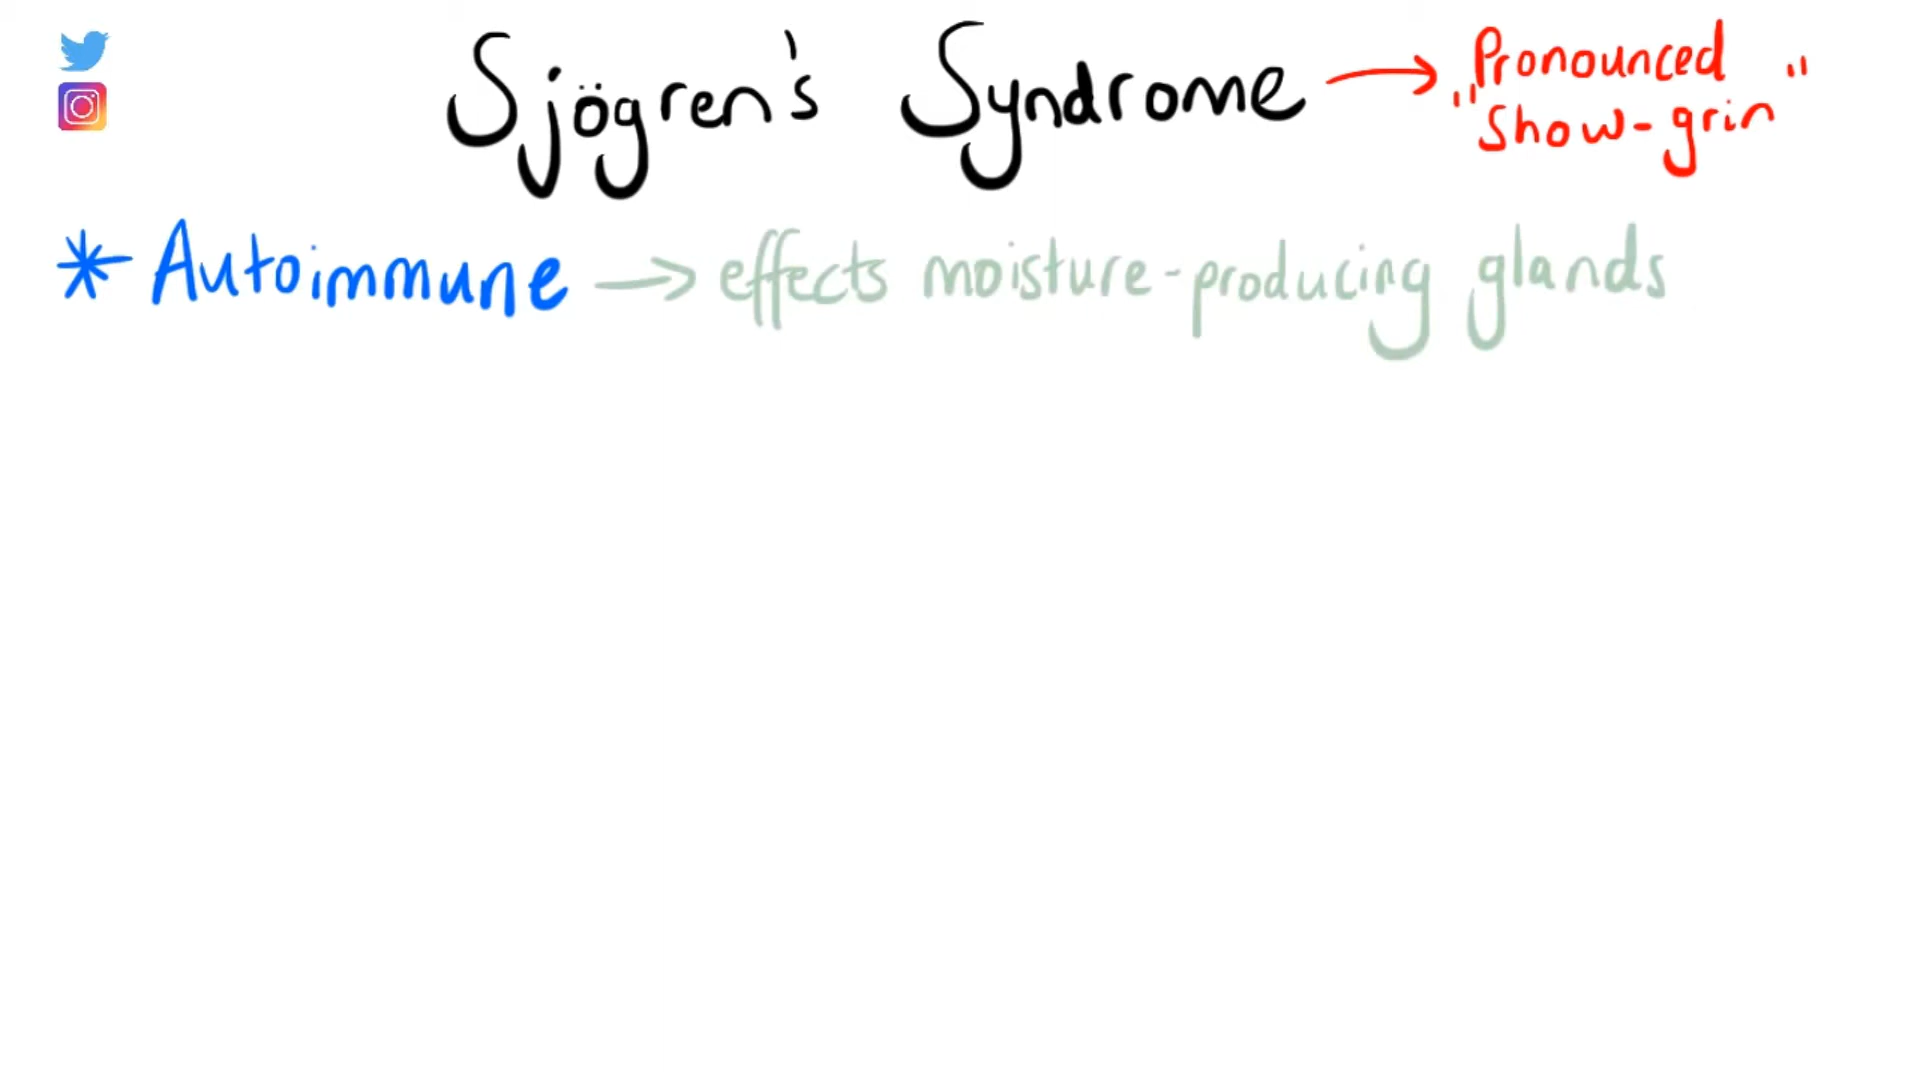 Sjögren's Syndrome → Pronounced
"Show-grin"
* Autoimmune → effects moisture-producing glands